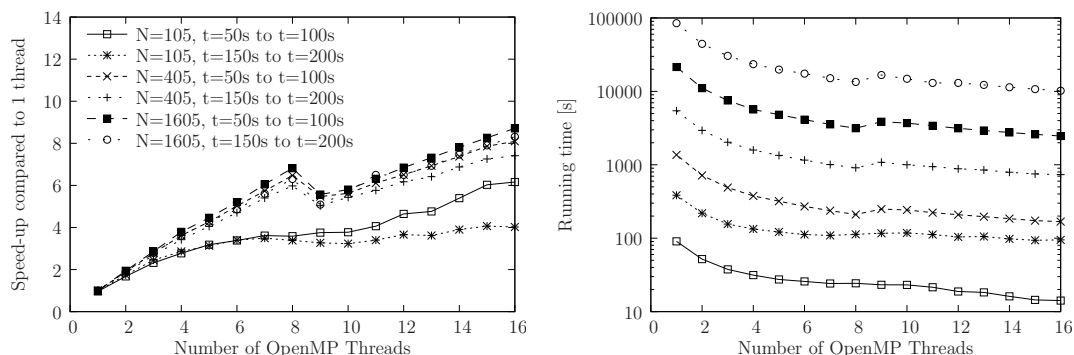 Speed-up compared to 1 thread
14
12
10
8
6
4
2
0
0 2 4 6 8 10 12 14 16
Number of OpenMP Threads
N=105, t=50s to t=100s
N=105, t=150s to t=200s
N=405, t=50s to t=100s
N=405, t=150s to t=200s
N=1605, t=50s to t=100s
N=1605, t=150s to t=200s
Running time [s]
100000
10000
1000
100
10
0 2 4 6 8 10 12 14 16
Number of OpenMP Threads